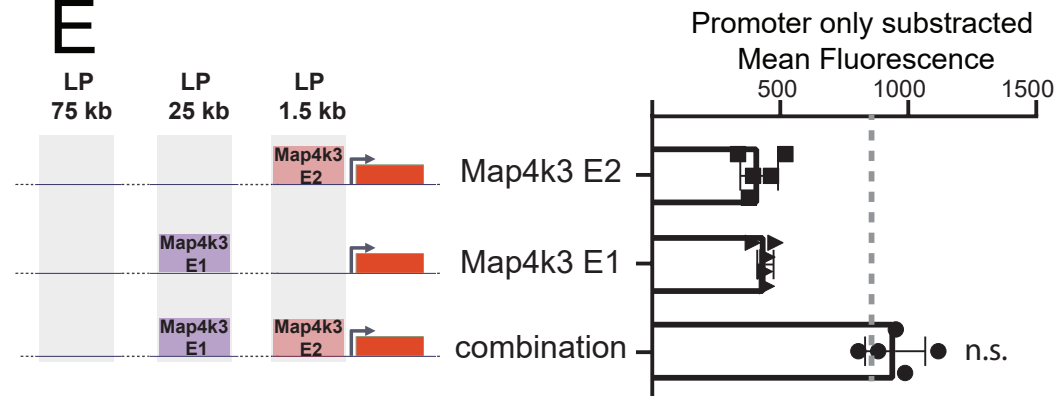 E
LP
75 kb
LP
25 kb
LP
1.5 kb
Promoter only substracted
Mean Fluorescence
500
1000
1500
Map4k3
E2
Map4k3 E2
Map4k3
E1
Map4k3 E1
Map4k3
E1
Map4k3
E2
combination
n.s.